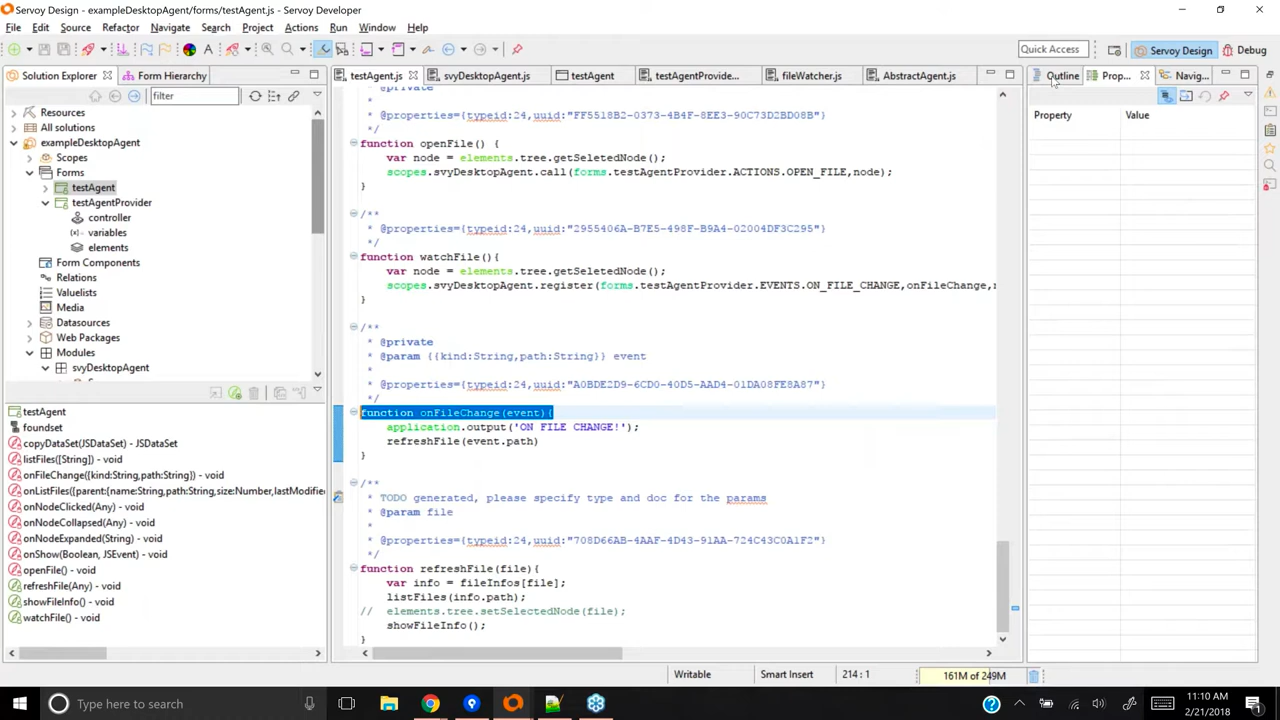 Servoy Design - exampleDesktopAgent/forms/testAgent.js - Servoy Developer
File Edit Source Refactor Navigate Search Project Actions Run Window Help
Quick Access
Servoy Design
Debug
Solution Explorer
Form Hierarchy
testAgent.js
svyDesktopAgent.js
testAgent
testAgentProvide...
fileWatcher.js
AbstractAgent.js
Outline
Prop...
Navig...
filter
Resources
All solutions
exampleDesktopAgent
Scopes
Forms
testAgent
testAgentProvider
controller
variables
elements
Form Components
Relations
Valuelists
Media
Datasources
Web Packages
Modules
svyDesktopAgent
testAgent
foundset
copyDataSet(JSDataSet) - JSDataSet
listFiles([String]) - void
onFileChange({kind:String,path:String}) - void
onListFiles({parent:{name:String,path:String,size:Number,lastModifie
onNodeClicked(Any) - void
onNodeCollapsed(Any) - void
onNodeExpanded(String) - void
onShow(Boolean, JSEvent) - void
openFile() - void
refreshFile(Any) - void
showFileInfo() - void
watchFile() - void
* @private
*
* @properties={typeid:24,uuid:"FF5518B2-0373-4B4F-8EE3-90C73D2BD08B"}
*/
function openFile() {
var node = elements.tree.getSeletedNode();
scopes.svyDesktopAgent.call(forms.testAgentProvider.ACTIONS.OPEN_FILE,node);
}
/**
* @properties={typeid:24,uuid:"2955406A-B7E5-498F-B9A4-02004DF3C295"}
*/
function watchFile(){
var node = elements.tree.getSeletedNode();
scopes.svyDesktopAgent.register(forms.testAgentProvider.EVENTS.ON_FILE_CHANGE,onFileChange,
}
/**
* @private
* @param {{kind:String,path:String}} event
*
* @properties={typeid:24,uuid:"A0BDE2D9-6CD0-40D5-AAD4-01DA08FE8A87"}
*/
function onFileChange(event){
application.output('ON FILE CHANGE!');
refreshFile(event.path)
}
/**
* TODO generated, please specify type and doc for the params
* @param file
*
* @properties={typeid:24,uuid:"708D66AB-4AAF-4D43-91AA-724C43C0A1F2"}
*/
function refreshFile(file){
var info = fileInfos[file];
listFiles(info.path);
// elements.tree.setSelectedNode(file);
showFileInfo();
}
Property Value
Writable
Smart Insert
214 : 1
161M of 249M
Type here to search
11:10 AM
2/21/2018